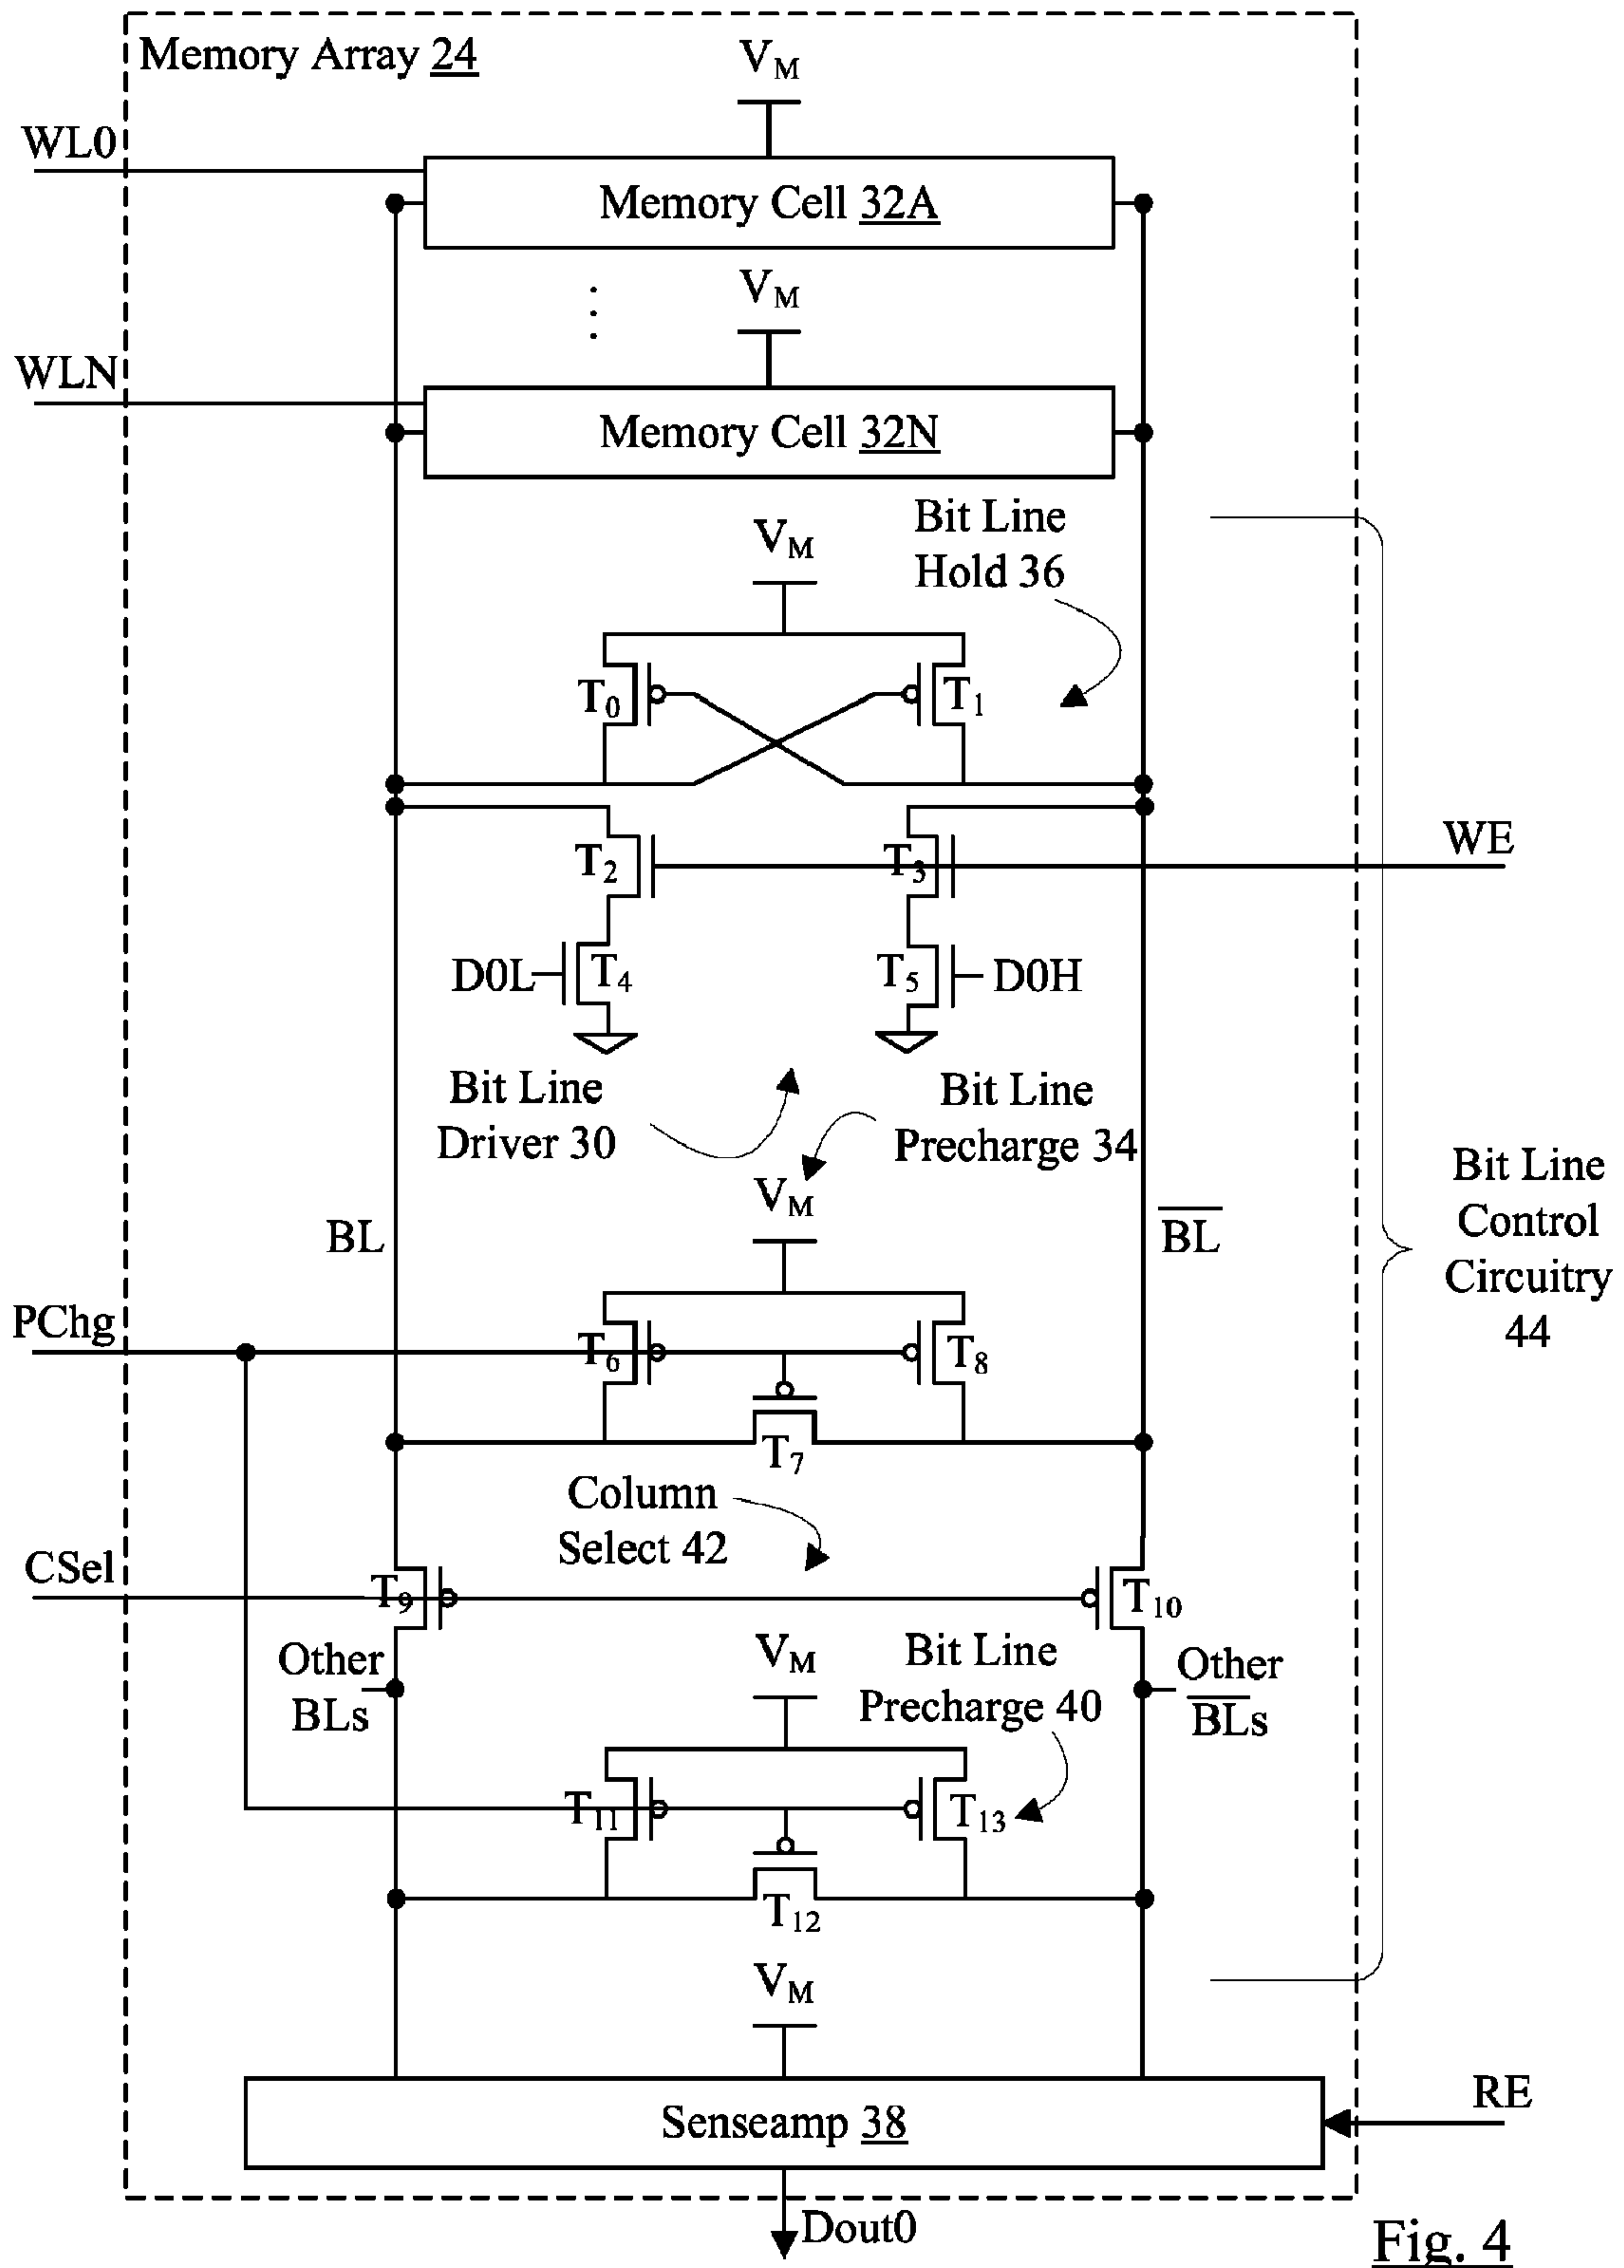 Memory Array 24
V_M
WL0
Memory Cell 32A
V_M
WLN
Memory Cell 32N
Bit Line
Hold 36
V_M
T_0
T_1
WE
T_2
T_3
D0L
T_4
T_5
D0H
Bit Line
Driver 30
Bit Line
Precharge 34
V_M
BL
B̅L̅
Bit Line
Control
Circuitry
44
PChg
T_6
T_8
T_7
Column
Select 42
CSel
T_9
T_10
Other
BLs
V_M
Bit Line
Precharge 40
Other
B̅L̅s̅
T_11
T_13
T_12
V_M
Senseamp 38
RE
Dout0
Fig. 4